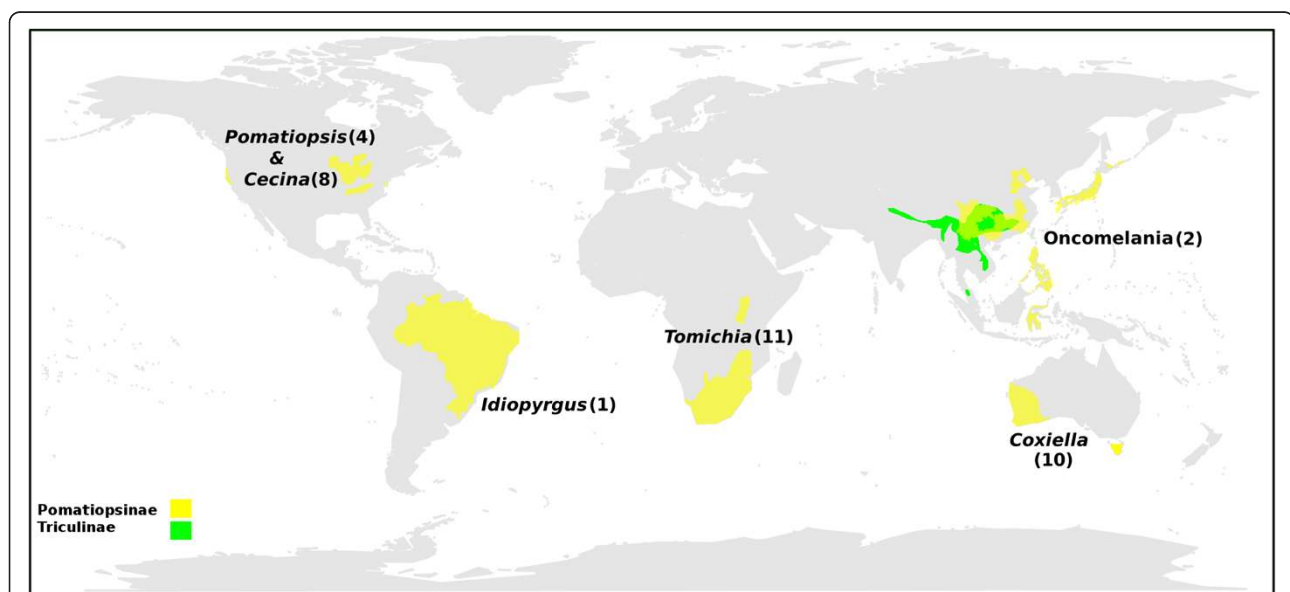 Pomatiopsis(4)
&
Cecina(8)
Oncomelania(2)
Tomichia(11)
Idiopyrgus(1)
Coxiella
(10)
Pomatiopsinae
Triculinae